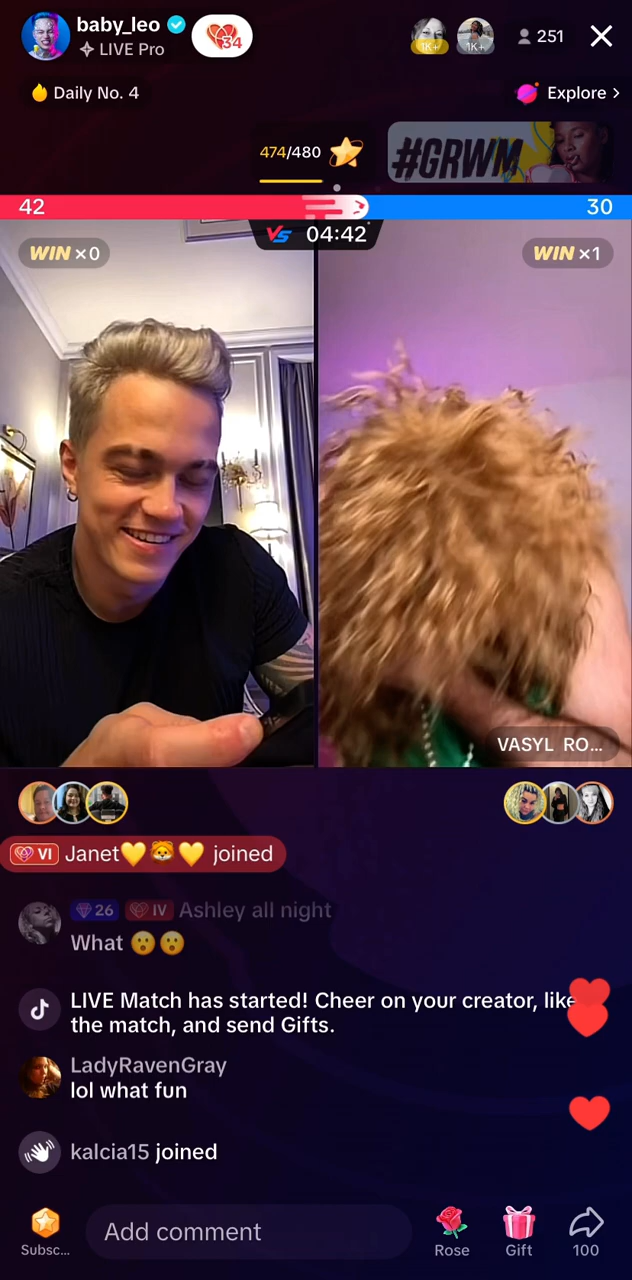 baby_leo
LIVE Pro
34
1K+
1K+
251
Daily No. 4
Explore >
474/480
#GRWM
42
30
VS 04:42
WIN ×0
WIN ×1
VASYL RO...
VI Janet💛🐯💛 joined
26 IV Ashley all night
What 😮😮
LIVE Match has started! Cheer on your creator, like
the match, and send Gifts.
LadyRavenGray
lol what fun
kalcia15 joined
Subsc...
Add comment
Rose
Gift
100